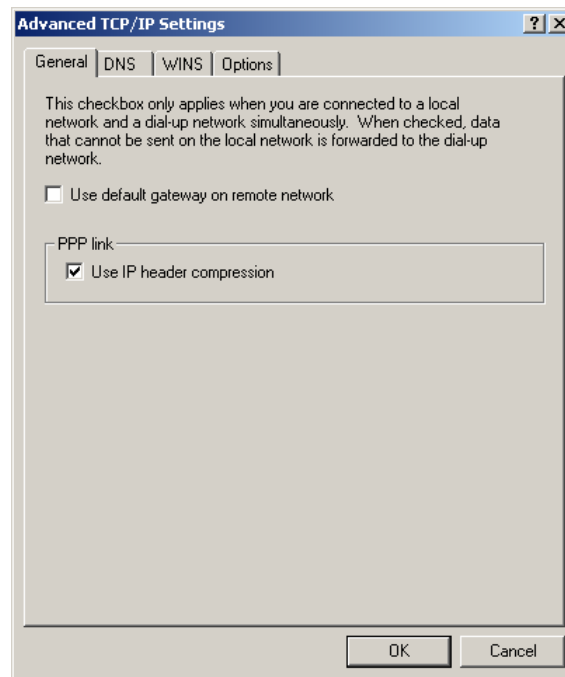 Advanced TCP/IP Settings
General DNS WINS Options
This checkbox only applies when you are connected to a local
network and a dial-up network simultaneously. When checked, data
that cannot be sent on the local network is forwarded to the dial-up
network.
Use default gateway on remote network
PPP link
Use IP header compression
OK Cancel